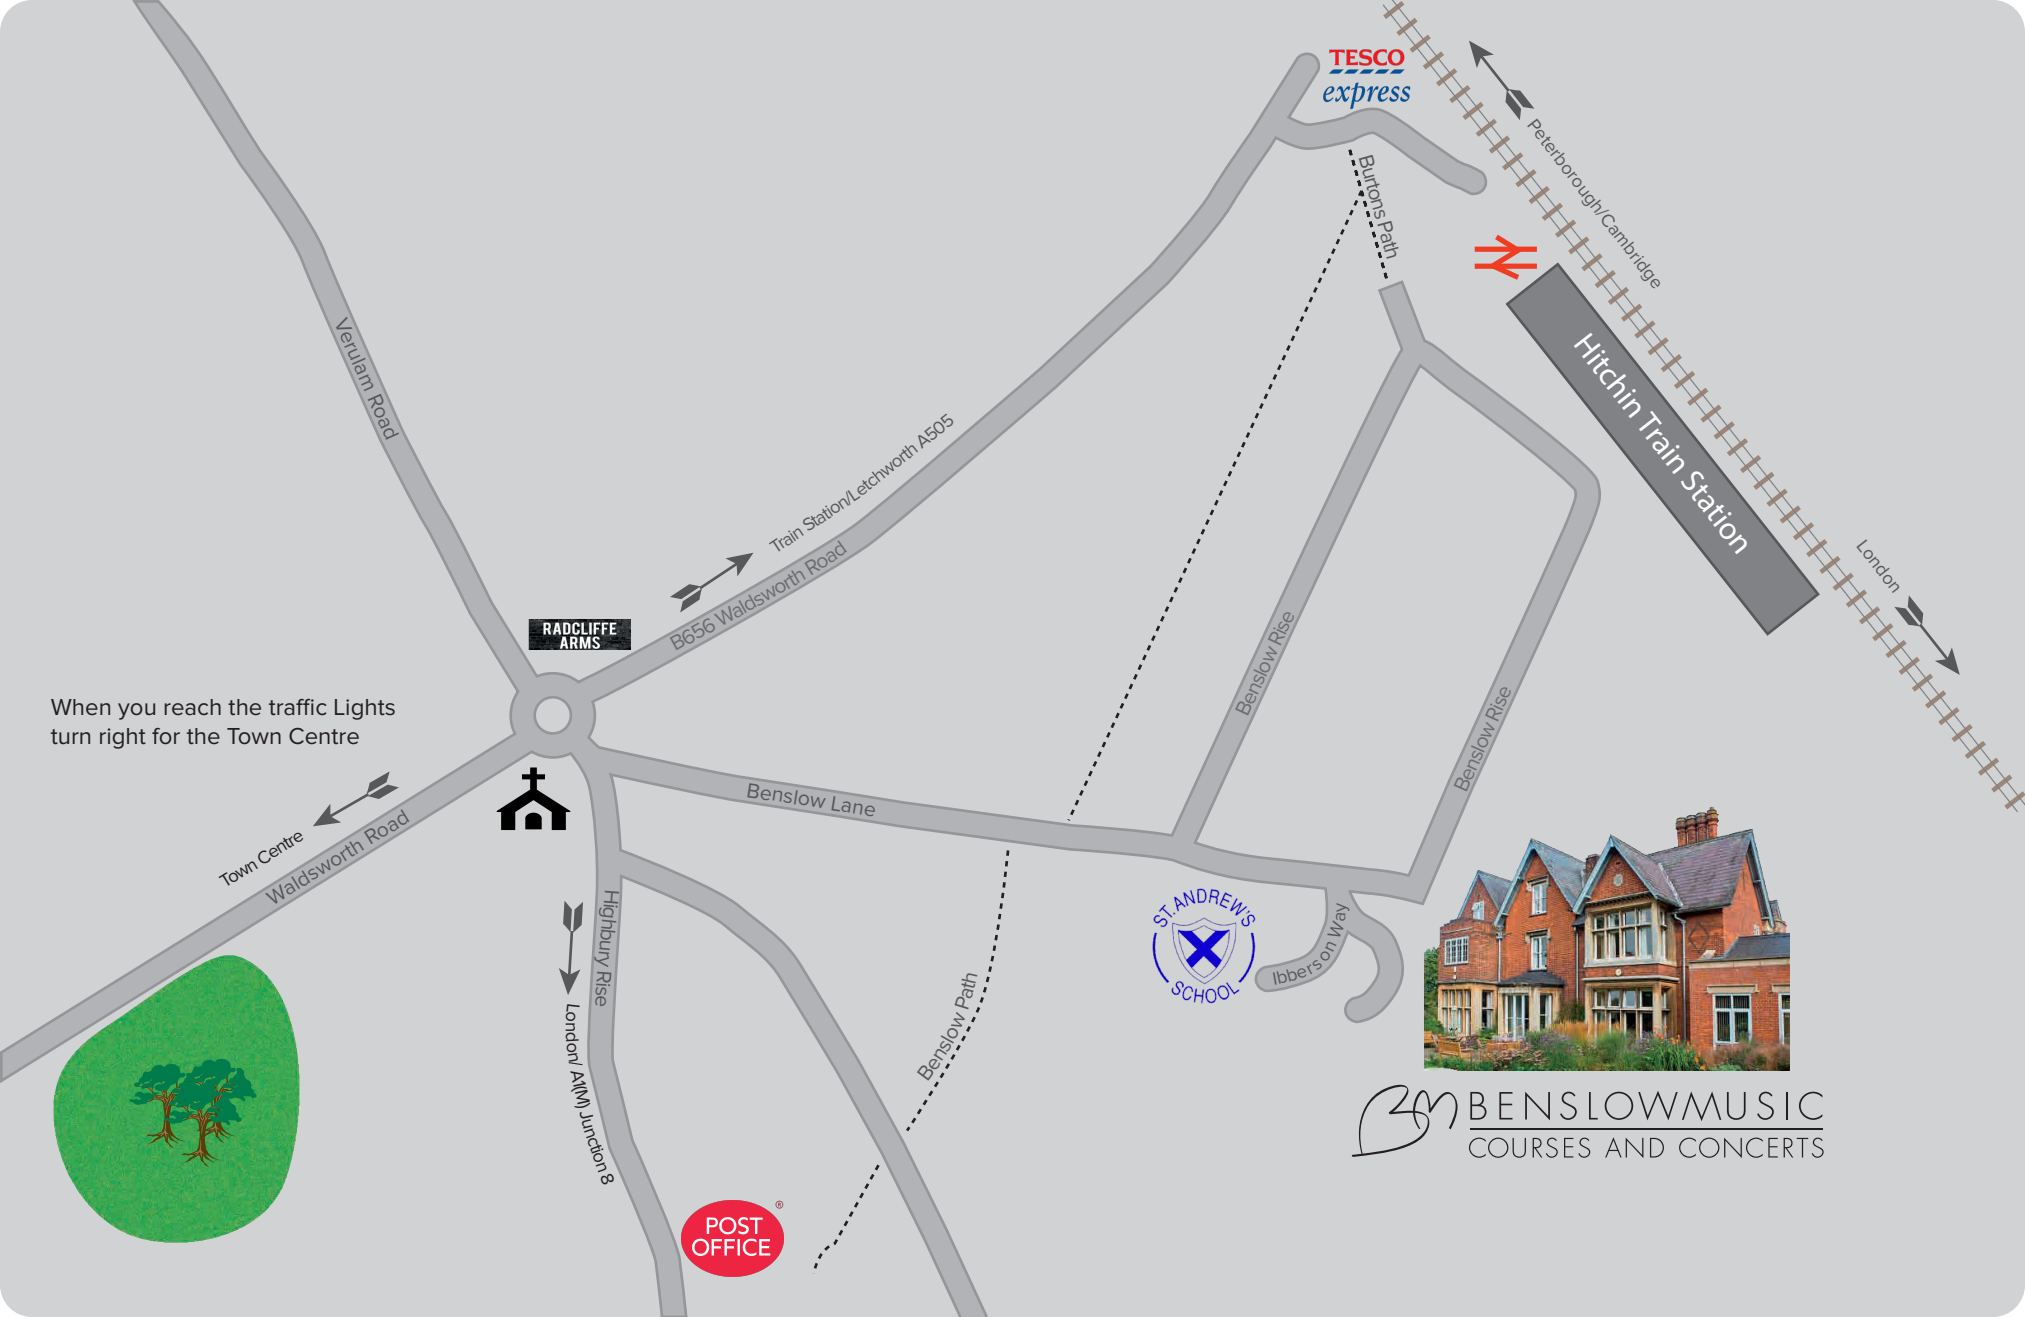 TESCO
express
Peterborough/Cambridge
Burtons Path
Hitchin Train Station
London
Verulam Road
Train Station/Letchworth A505
B656 Waldsworth Road
RADCLIFFE
ARMS
When you reach the traffic Lights
turn right for the Town Centre
Town Centre
Waldsworth Road
Benslow Lane
Benslow Rise
Benslow Rise
Highbury Rise
London/ A1(M) Junction 8
Benslow Path
ST. ANDREW'S
SCHOOL
Ibberson Way
BENSLOWMUSIC
COURSES AND CONCERTS
POST
OFFICE
®